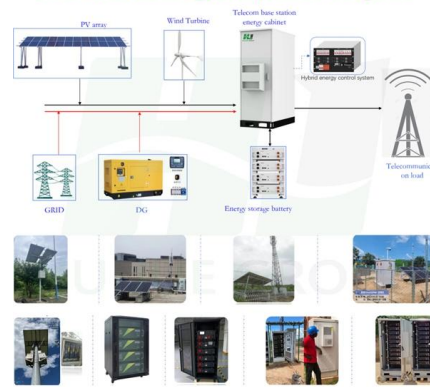 PV array
Wind Turbine
Telecom base station
energy cabinet
Hybrid energy control system
Telecommunic
on load
GRID
DG
Energy storage battery